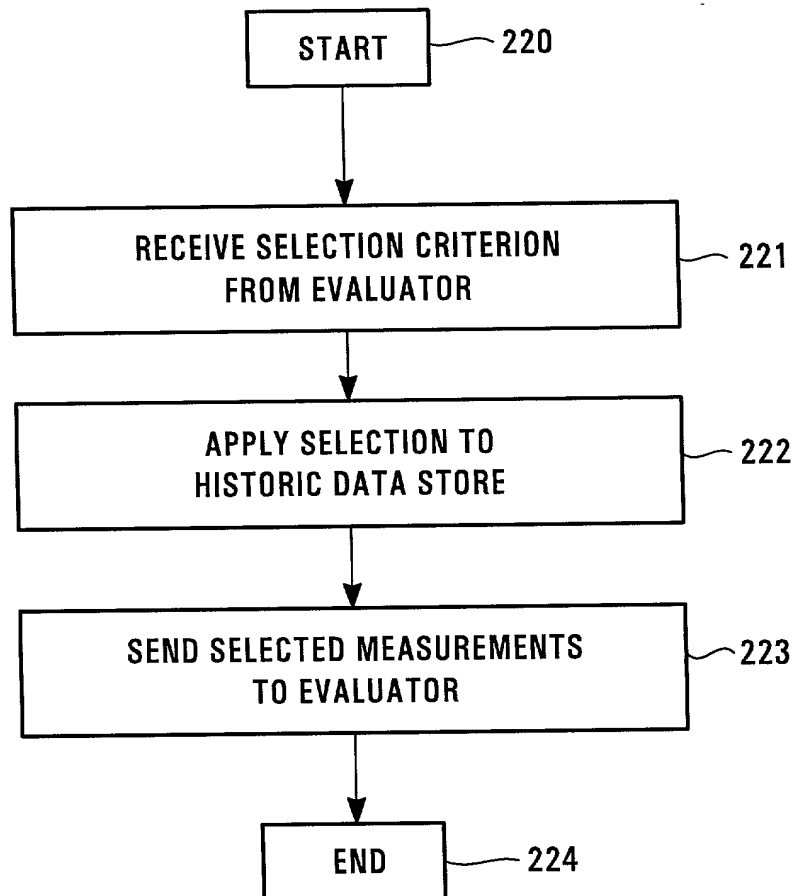 START
220
RECEIVE SELECTION CRITERION
FROM EVALUATOR
221
APPLY SELECTION TO
HISTORIC DATA STORE
222
SEND SELECTED MEASUREMENTS
TO EVALUATOR
223
END
224